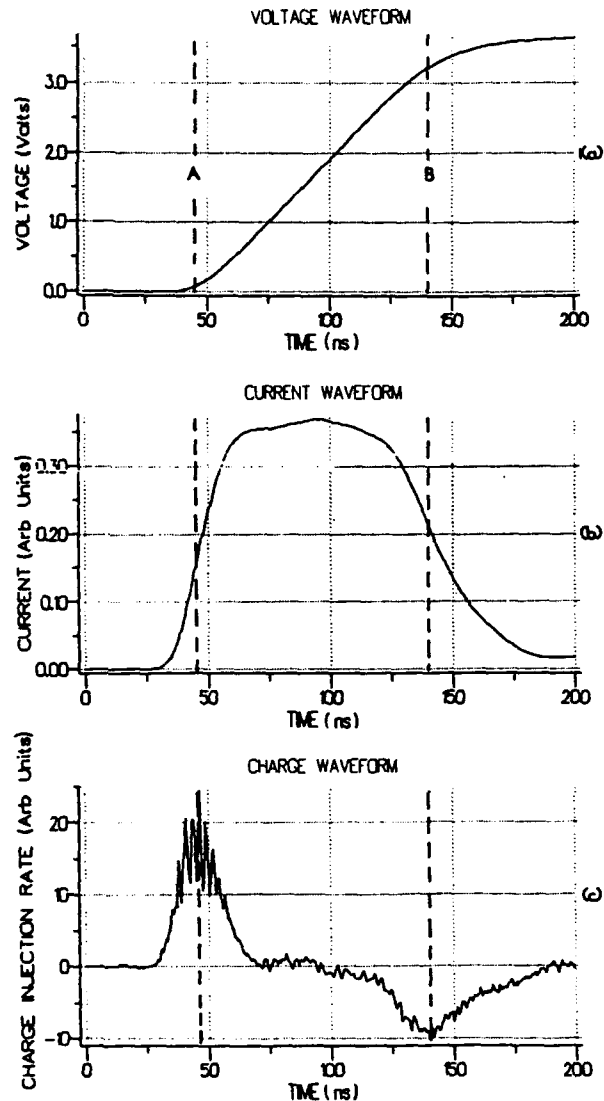 VOLTAGE WAVEFORM
3.0
2.0
1.0
0.0
VOLTAGE (Volts)
A
B
(a)
0 50 100 150 200
TIME (ns)
CURRENT WAVEFORM
0.30
0.20
0.10
0.00
CURRENT (Arb Units)
(b)
0 50 100 150 200
TIME (ns)
CHARGE WAVEFORM
20
10
0
-10
CHARGE INJECTION RATE (Arb Units)
(c)
0 50 100 150 200
TIME (ns)